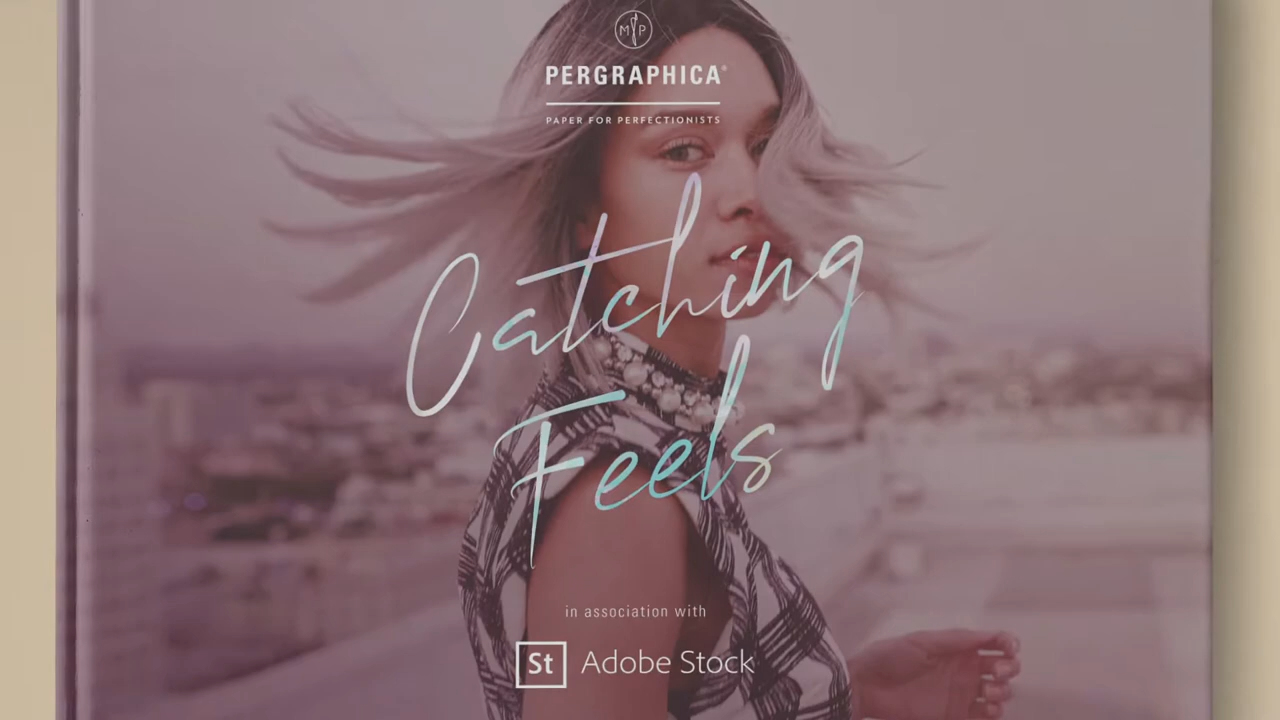 MP
PERGRAPHICA®
PAPER FOR PERFECTIONISTS
Catching
Feels
in association with
St Adobe Stock